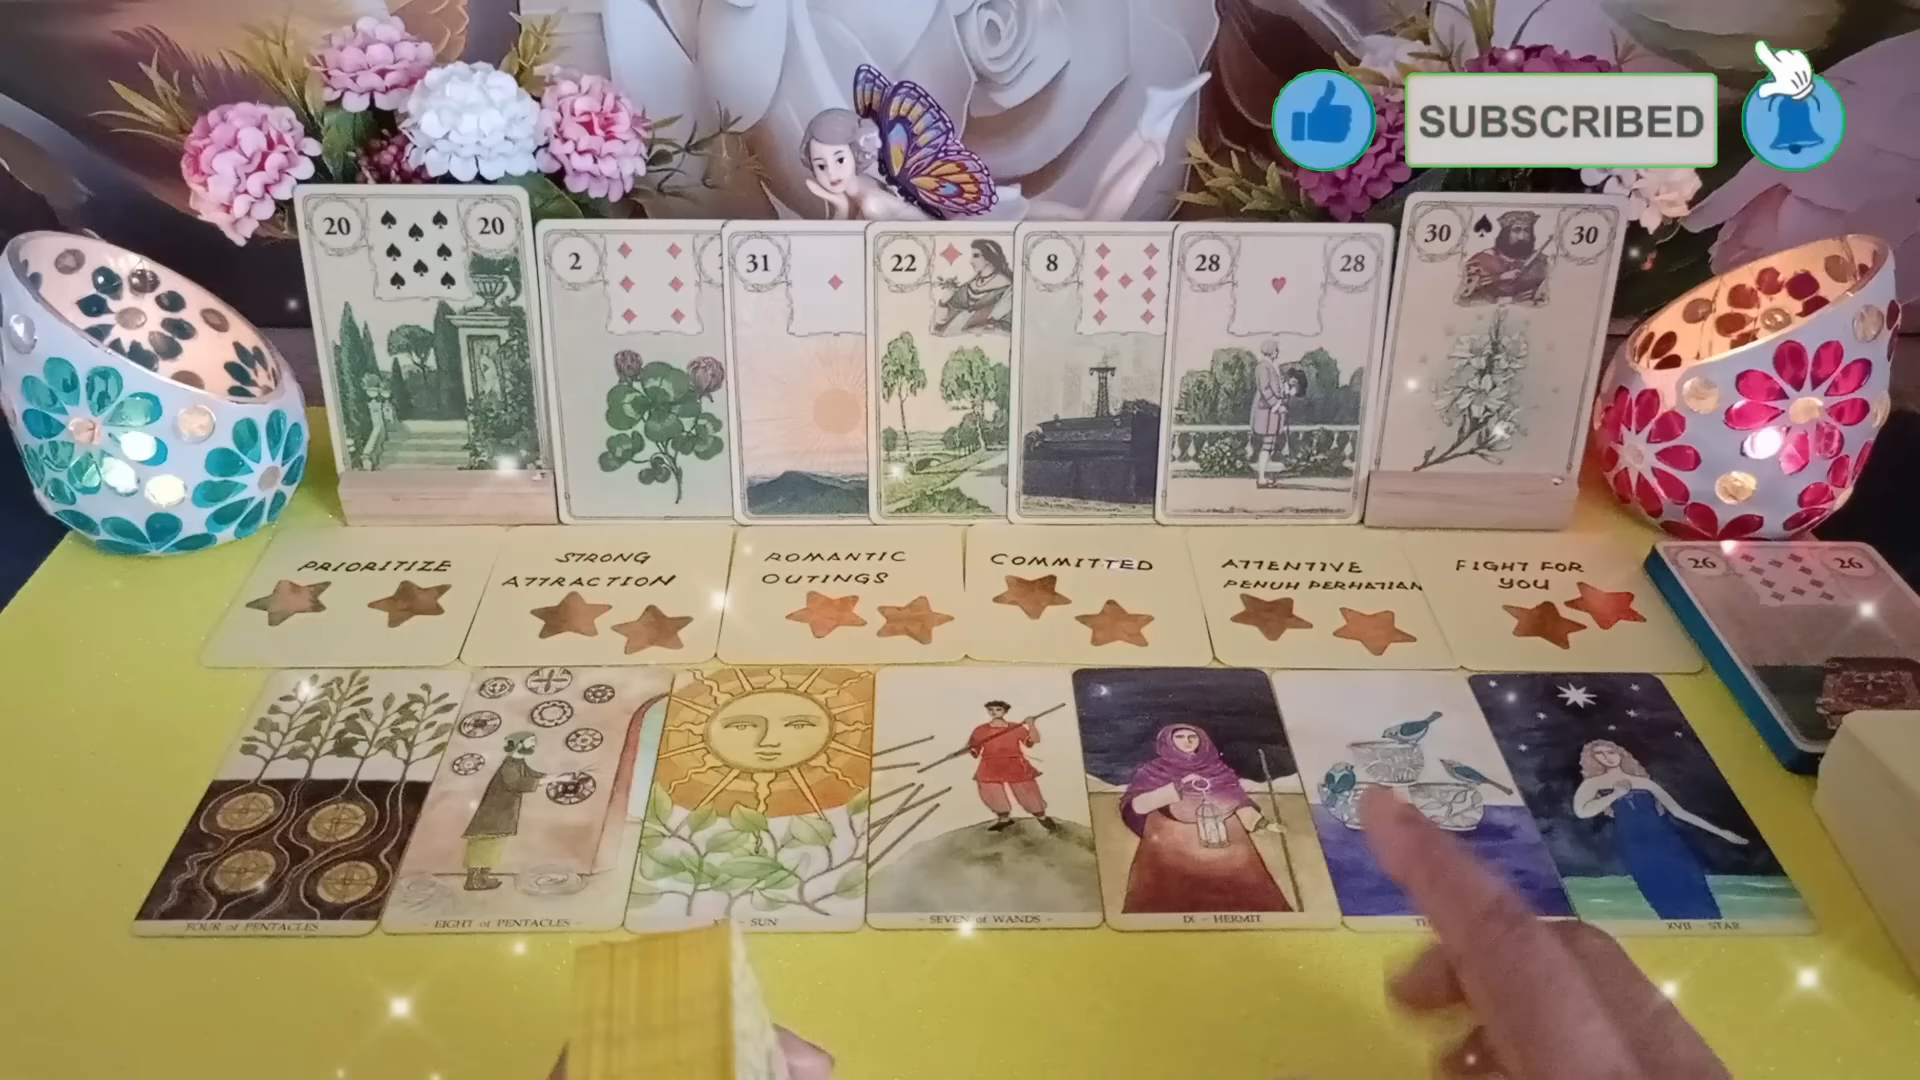 SUBSCRIBED
20 20
2
31
22
8
28 28
30 30
PRIORITIZE
STRONG
ATTRACTION
ROMANTIC
OUTINGS
COMMITTED
ATTENTIVE
PENUH PERHATIAN
FIGHT FOR
YOU
26 26
FOUR of PENTACLES
- EIGHT of PENTACLES -
- SUN
- SEVEN of WANDS -
IX - HERMIT
XVII - STAR